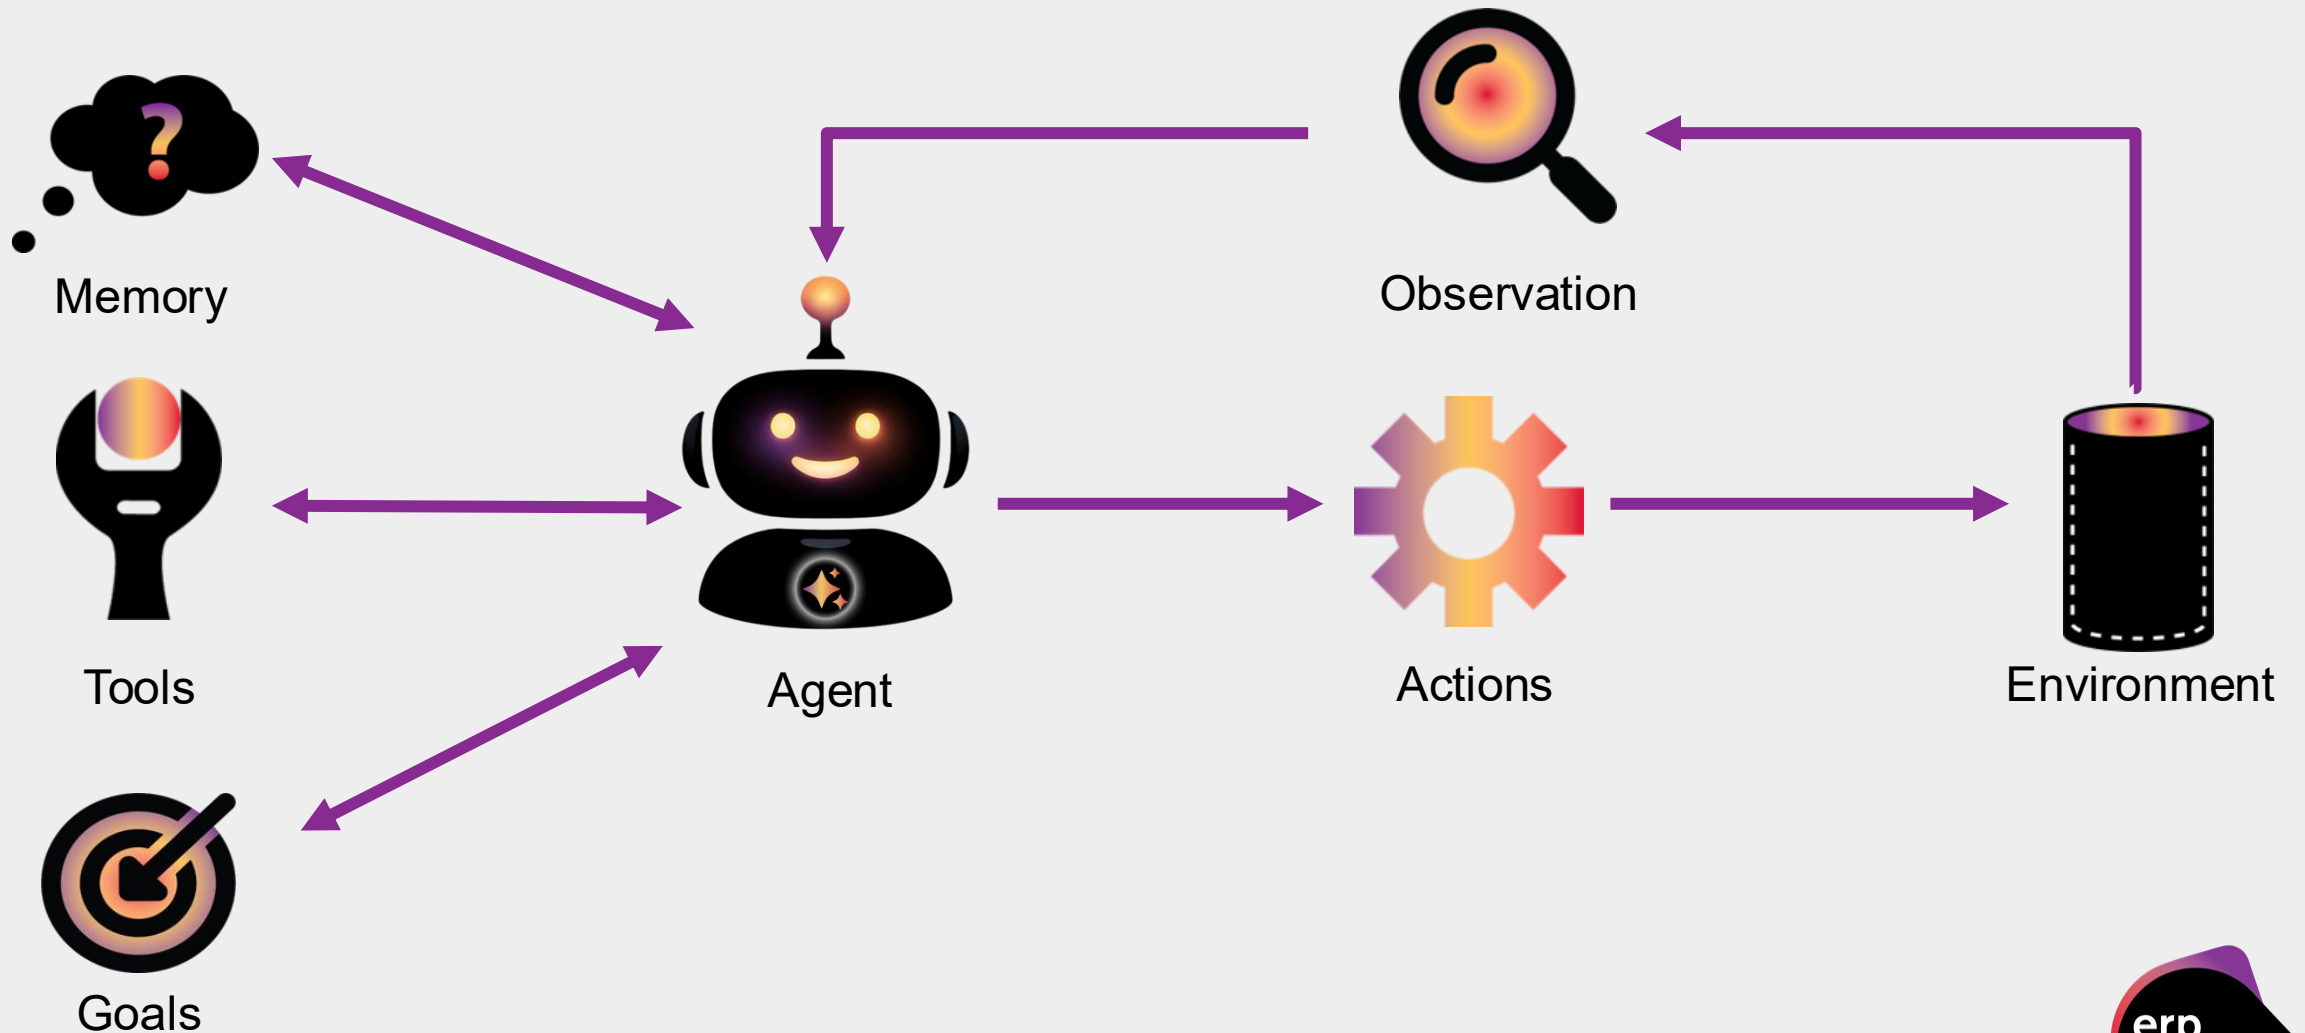 Memory
Observation
Tools
Agent
Actions
Environment
Goals
erp